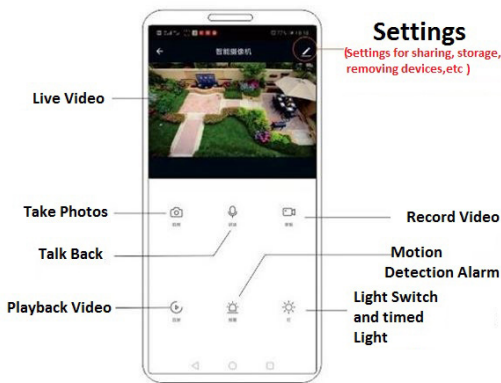 Settings
(Settings for sharing, storage,
removing devices,etc )
智能摄像机
Live Video
Take Photos
Record Video
Talk Back
Motion
Detection Alarm
Playback Video
Light Switch
and timed
Light